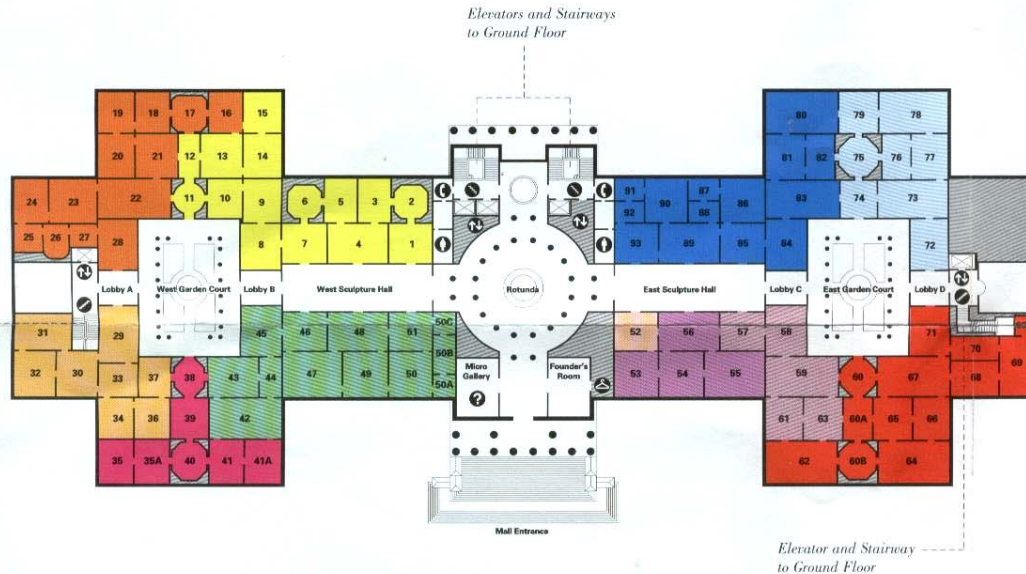 Elevators and Stairways
to Ground Floor
19 18 17 16 15 80 79 78
20 21 12 13 14 81 82 75 76 77
24 23 22 11 10 9 6 5 3 2 91 90 87 86 83 74 73
92 88
25 26 27 28 8 7 4 1 93 89 85 84 72
Lobby A West Garden Court Lobby B West Sculpture Hall Rotunda East Sculpture Hall Lobby C East Garden Court Lobby D
31 29 45 46 48 51 50C 52 56 57 58 71
32 30 33 37 38 43 44 47 49 50 50B Micro Gallery Founder's Room 53 54 55 59 60 67 70 68 69
50A
?
34 36 39 42 61 63 60A 65 66
35 35A 40 41 41A 62 60B 64
Mall Entrance
Elevator and Stairway
to Ground Floor